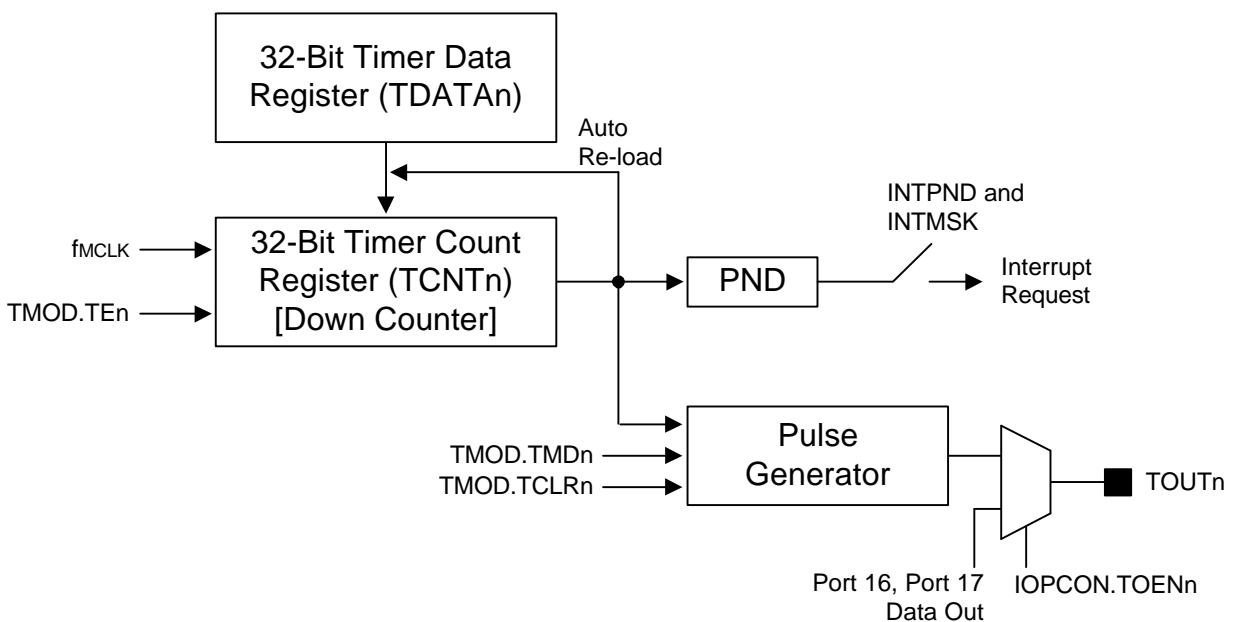 32-Bit Timer Data
Register (TDATAn)
Auto
Re-load
INTPND and
INTMSK
fMCLK
32-Bit Timer Count
Register (TCNTn)
[Down Counter]
TMOD.TEn
PND
Interrupt
Request
Pulse
Generator
TMOD.TMDn
TMOD.TCLRn
TOUTn
Port 16, Port 17
Data Out
IOPCON.TOENn